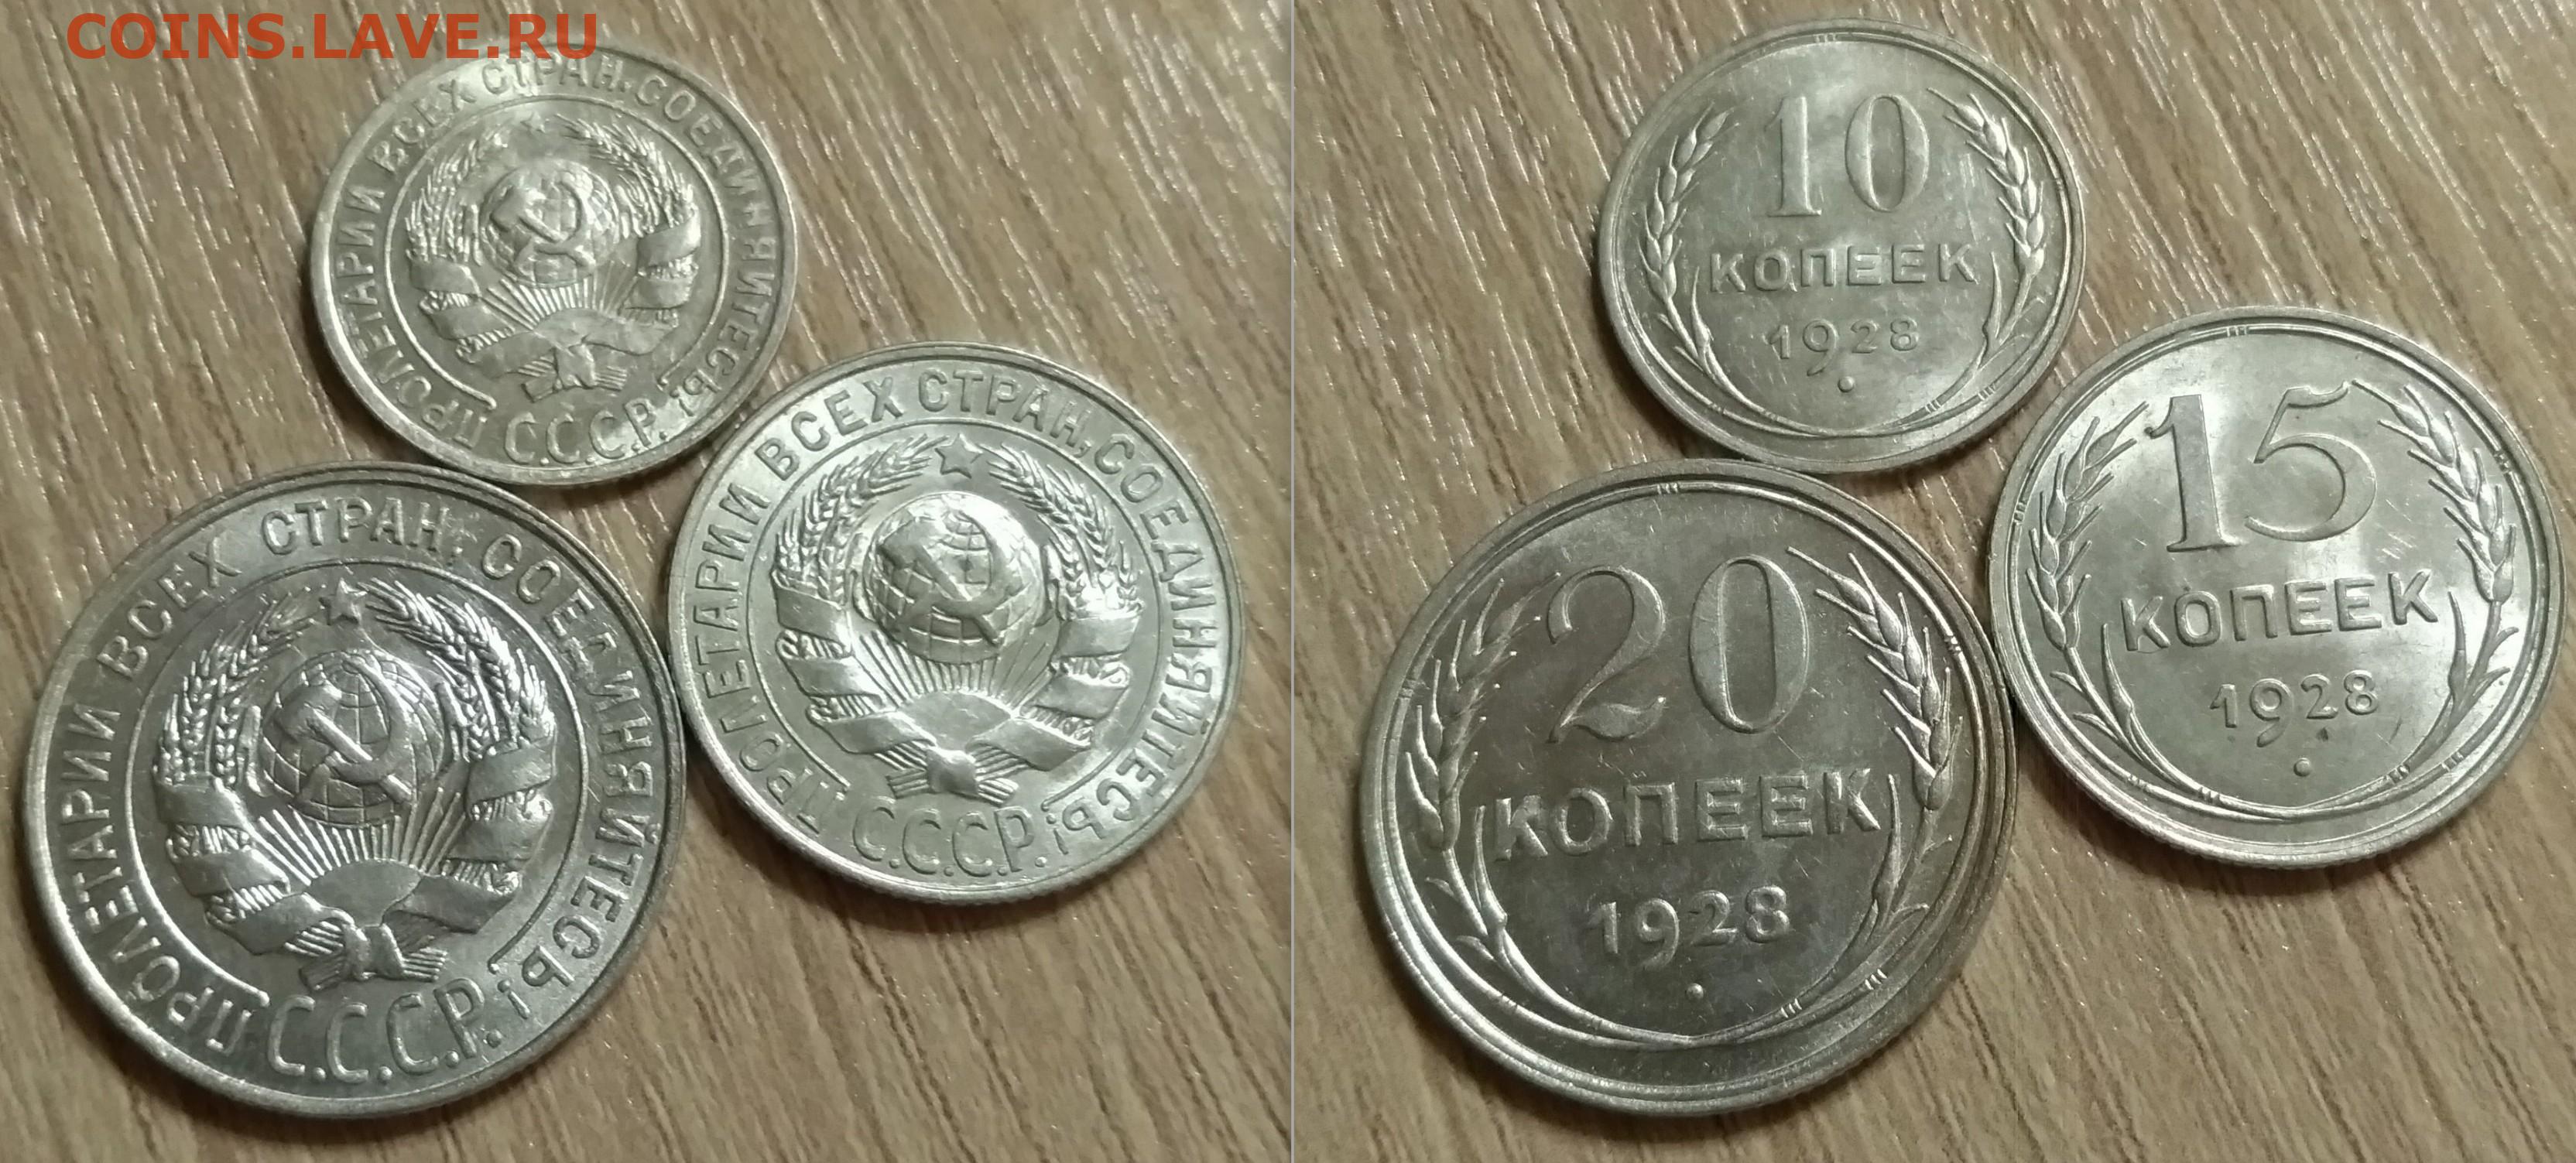 COINS.LAVE.RU
ПРОЛЕТАРИИ ВСЕХ СТРАН, СОЕДИНЯЙТЕСЬ!
С.С.С.Р.
ПРОЛЕТАРИИ ВСЕХ СТРАН, СОЕДИНЯЙТЕСЬ!
С.С.С.Р.
ПРОЛЕТАРИИ ВСЕХ СТРАН, СОЕДИНЯЙТЕСЬ!
С.С.С.Р.
10
КОПЕЕК
1928
15
КОПЕЕК
1928
20
КОПЕЕК
1928